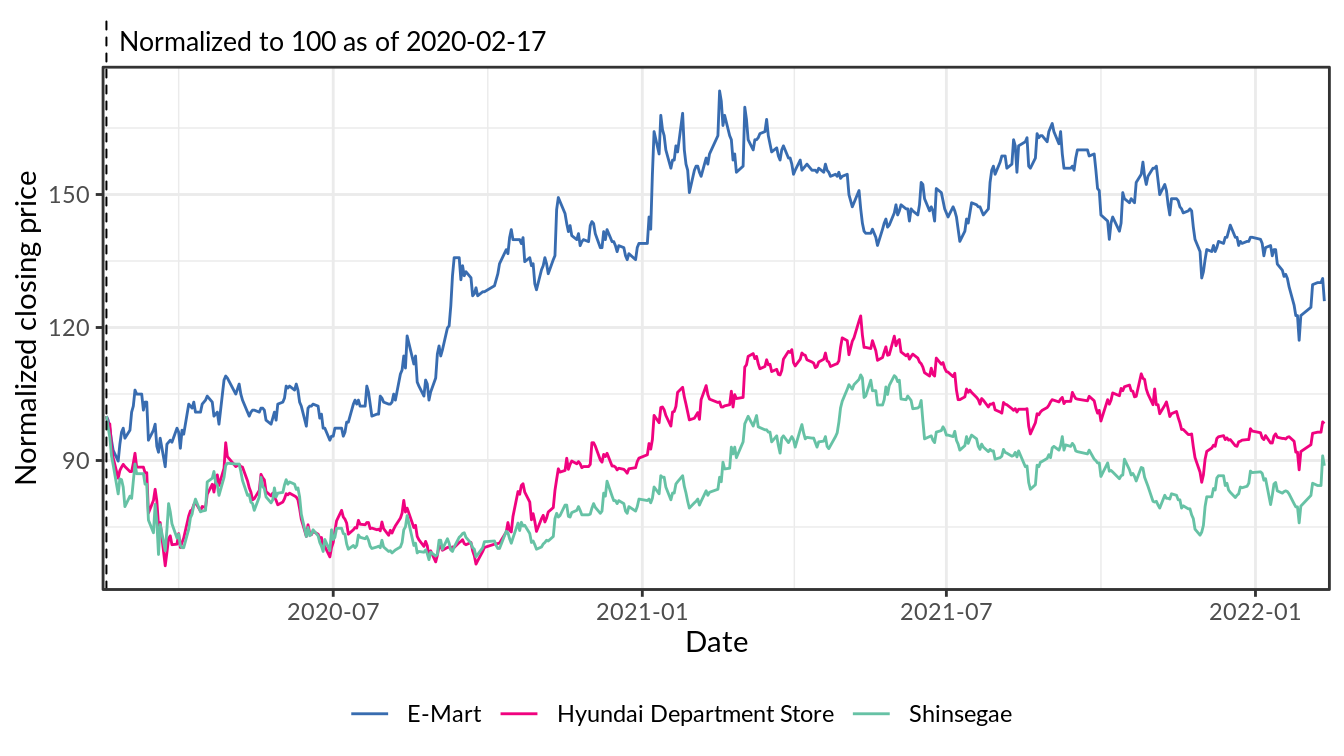 Normalized to 100 as of 2020-02-17
Normalized closing price
150
120
90
2020-07 2021-01 2021-07 2022-01
Date
E-Mart Hyundai Department Store Shinsegae